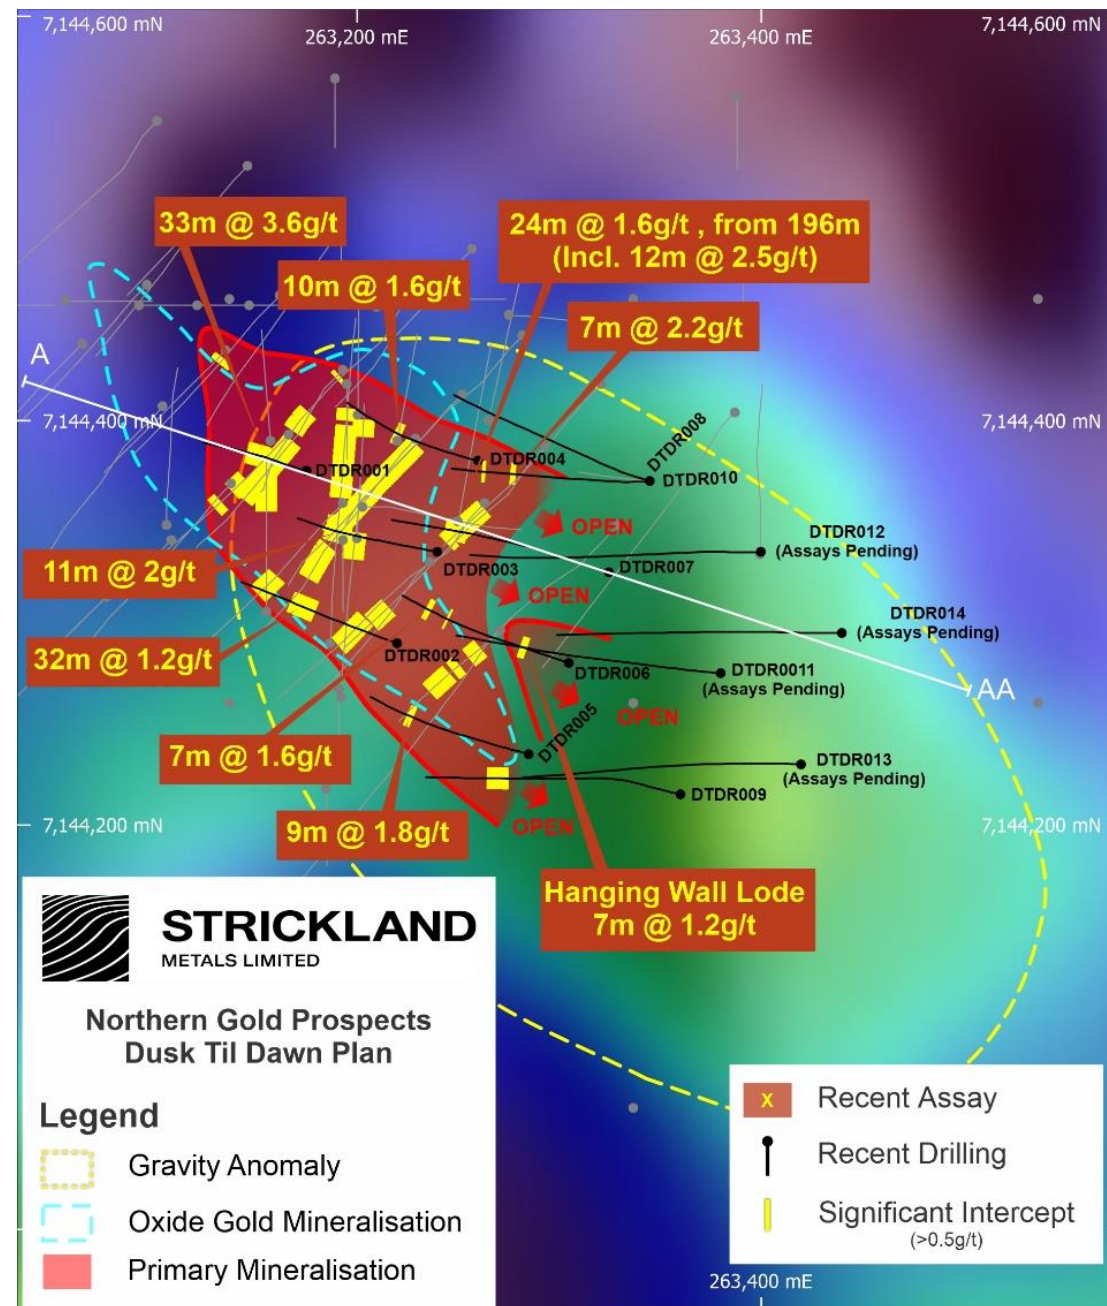 7,144,600 mN
263,200 mE
263,400 mE
7,144,600 mN
33m @ 3.6g/t
24m @ 1.6g/t , from 196m
(Incl. 12m @ 2.5g/t)
10m @ 1.6g/t
7m @ 2.2g/t
A
7,144,400 mN
7,144,400 mN
DTDR008
DTDR004
DTDR001
DTDR010
OPEN
DTDR012
(Assays Pending)
DTDR003
DTDR007
11m @ 2g/t
OPEN
DTDR014
(Assays Pending)
32m @ 1.2g/t
DTDR002
DTDR006
DTDR0011
(Assays Pending)
AA
OPEN
DTDR005
7m @ 1.6g/t
DTDR013
(Assays Pending)
DTDR009
9m @ 1.8g/t
OPEN
7,144,200 mN
7,144,200 mN
Hanging Wall Lode
7m @ 1.2g/t
STRICKLAND
METALS LIMITED
Northern Gold Prospects
Dusk Til Dawn Plan
Legend
Gravity Anomaly
Oxide Gold Mineralisation
Primary Mineralisation
X
Recent Assay
Recent Drilling
Significant Intercept
(>0.5g/t)
263,400 mE